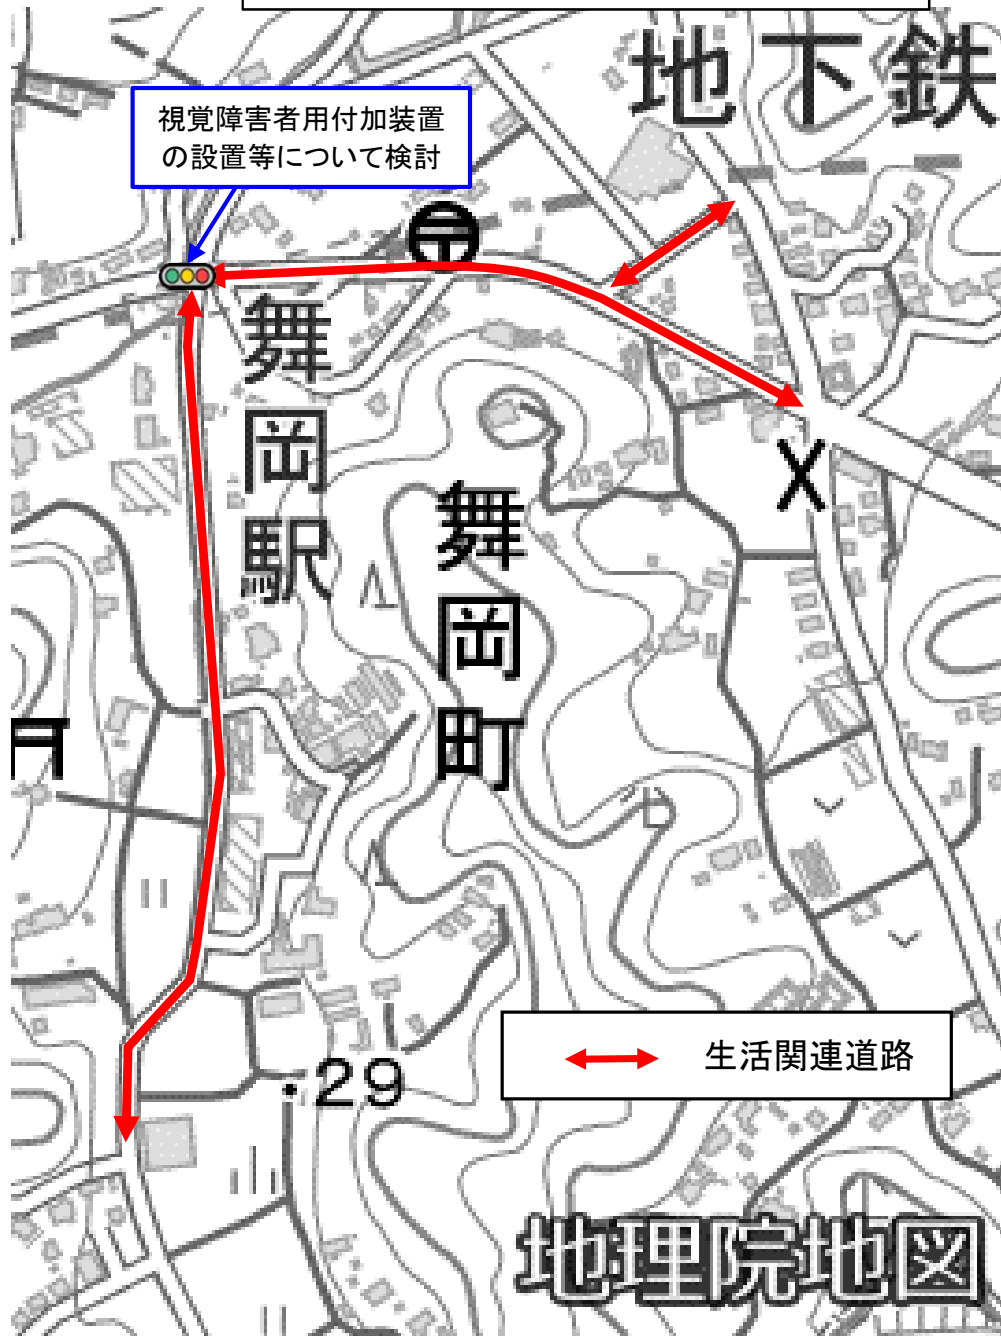 地下鉄
視覚障害者用付加装置
の設置等について検討
舞岡駅
舞岡町
29
生活関連道路
地理院地図